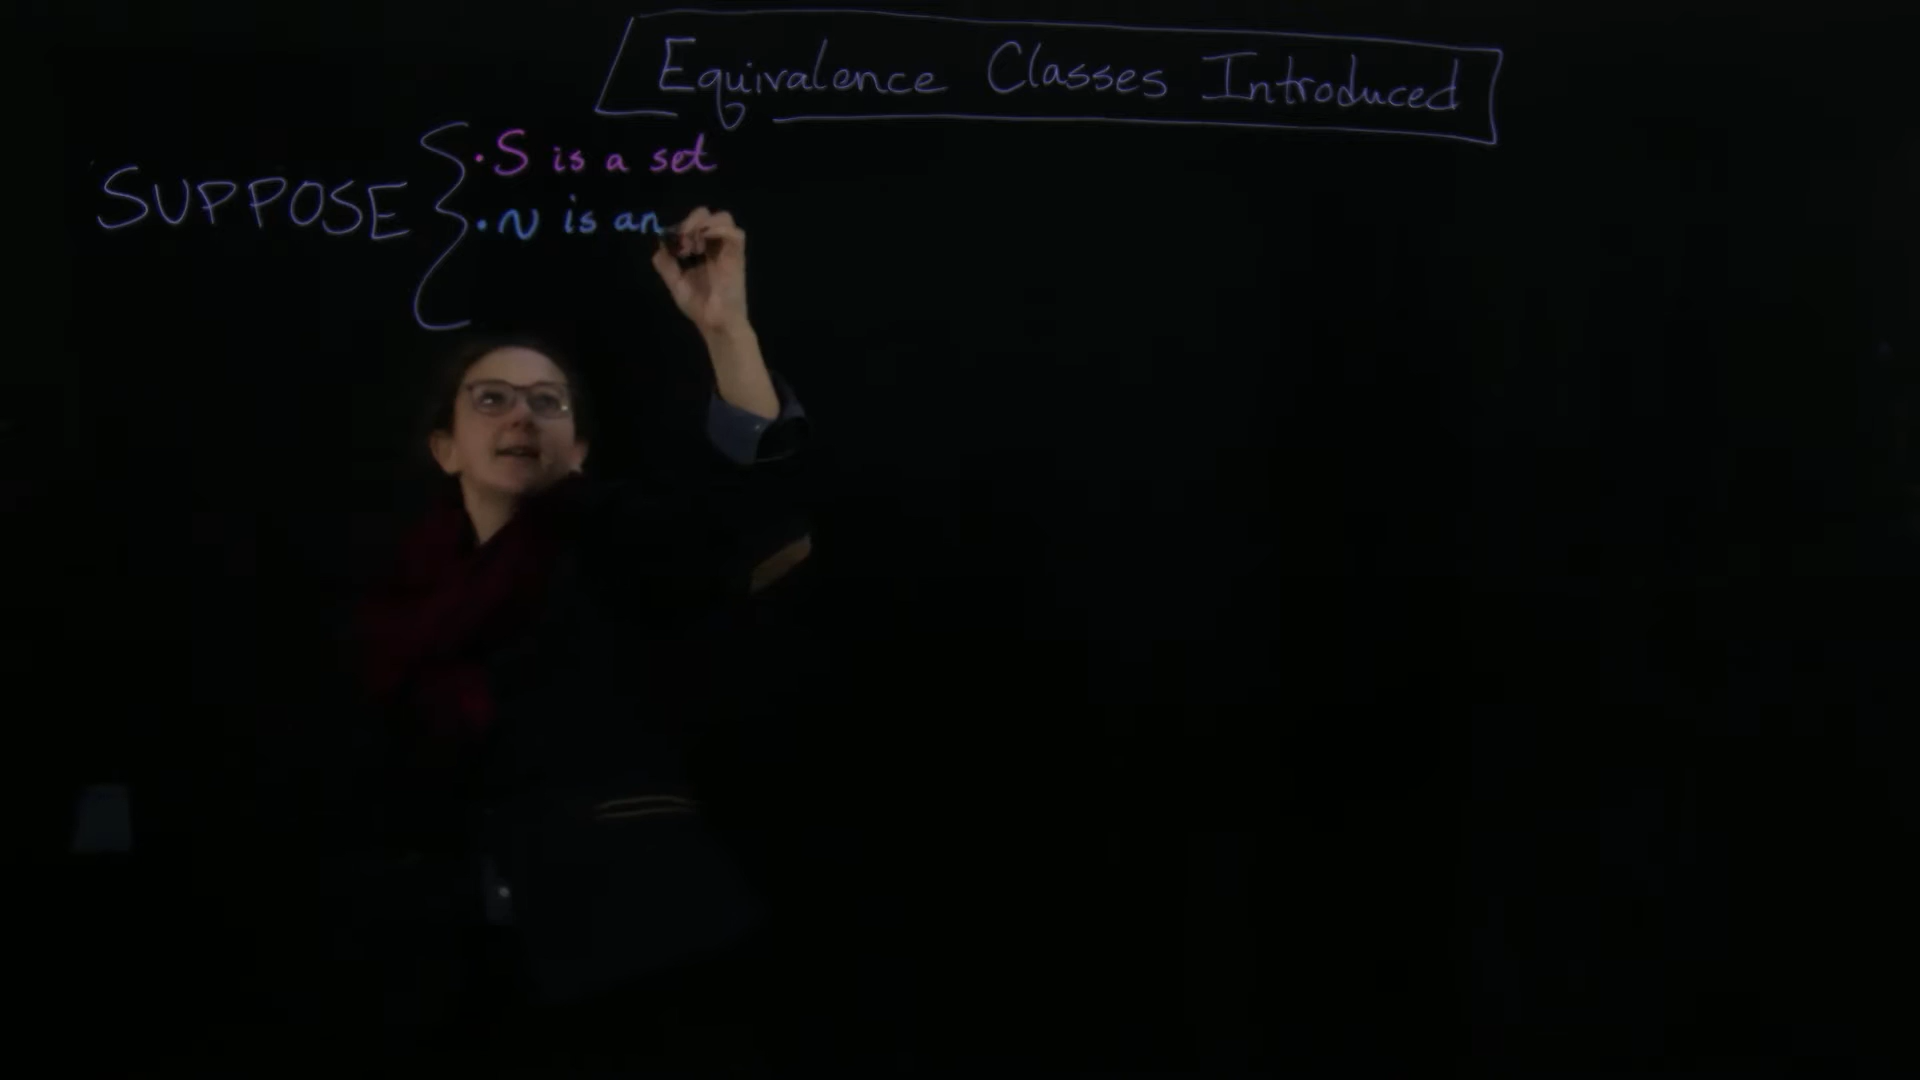 Equivalence Classes Introduced
SUPPOSE
• S is a set
• ~ is an